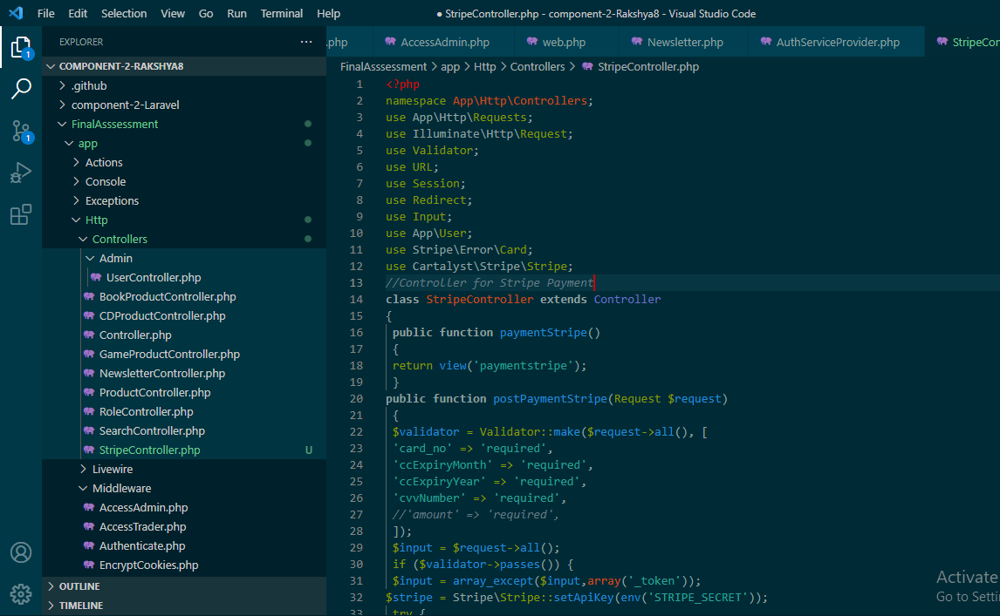 File Edit Selection View Go Run Terminal Help
● StripeController.php - component-2-Rakshya8 - Visual Studio Code
EXPLORER ...
.php AccessAdmin.php web.php Newsletter.php AuthServiceProvider.php StripeCon
COMPONENT-2-RAKSHYA8
.github
component-2-Laravel
FinalAsssessment
app
Actions
Console
Exceptions
Http
Controllers
Admin
UserController.php
BookProductController.php
CDProductController.php
Controller.php
GameProductController.php
NewsletterController.php
ProductController.php
RoleController.php
SearchController.php
StripeController.php U
Livewire
Middleware
AccessAdmin.php
AccessTrader.php
Authenticate.php
EncryptCookies.php
OUTLINE
TIMELINE
1
1
FinalAsssessment > app > Http > Controllers > StripeController.php
1 <?php
2 namespace App\Http\Controllers;
3 use App\Http\Requests;
4 use Illuminate\Http\Request;
5 use Validator;
6 use URL;
7 use Session;
8 use Redirect;
9 use Input;
10 use App\User;
11 use Stripe\Error\Card;
12 use Cartalyst\Stripe\Stripe;
13 //Controller for Stripe Payment
14 class StripeController extends Controller
15 {
16 public function paymentStripe()
17 {
18 return view('paymentstripe');
19 }
20 public function postPaymentStripe(Request $request)
21 {
22 $validator = Validator::make($request->all(), [
23 'card_no' => 'required',
24 'ccExpiryMonth' => 'required',
25 'ccExpiryYear' => 'required',
26 'cvvNumber' => 'required',
27 //'amount' => 'required',
28 ]);
29 $input = $request->all();
30 if ($validator->passes()) {
31 $input = array_except($input,array('_token'));
32 $stripe = Stripe\Stripe::setApiKey(env('STRIPE_SECRET'));
33 try {
Activate
Go to Setti